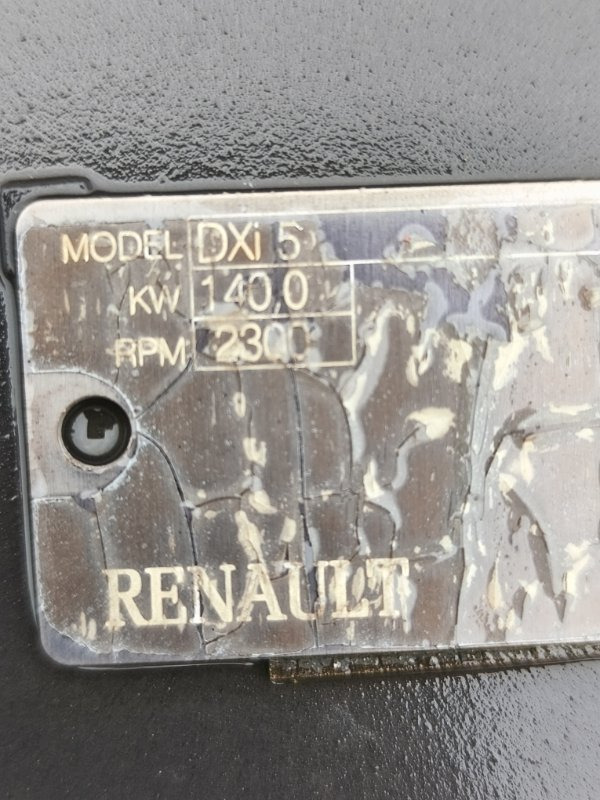 MODEL DXi 5
KW 140,0
RPM 2300
RENAULT